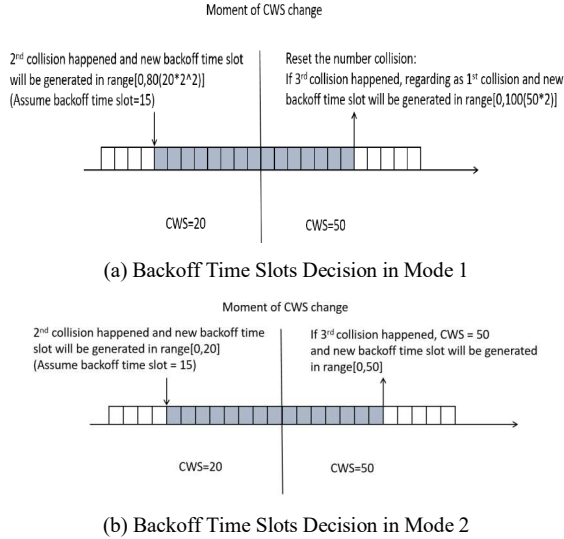 Moment of CWS change
2nd collision happened and new backoff time slot
will be generated in range[0,80(20*2^2)]
(Assume backoff time slot=15)
Reset the number collision:
If 3rd collision happened, regarding as 1st collision and new
backoff time slot will be generated in range[0,100(50*2)]
CWS=20
CWS=50
(a) Backoff Time Slots Decision in Mode 1
Moment of CWS change
2nd collision happened and new backoff time
slot will be generated in range[0,20]
(Assume backoff time slot = 15)
If 3rd collision happened, CWS = 50
and new backoff time slot will be generated
in range[0,50]
CWS=20
CWS=50
(b) Backoff Time Slots Decision in Mode 2